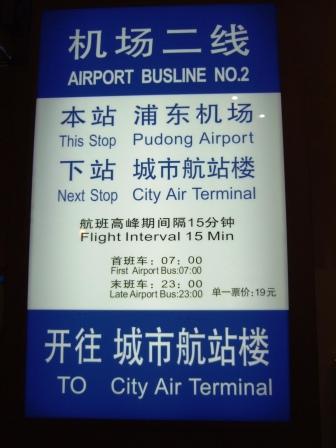 机场二线
AIRPORT BUSLINE NO.2
本站 浦东机场
This Stop Pudong Airport
下站 城市航站楼
Next Stop City Air Terminal
航班高峰期间隔15分钟
Flight Interval 15 Min
首班车：07：00
First Airport Bus:07:00
末班车：23：00
Late Airport Bus:23:00 单一票价:19元
开往 城市航站楼
TO City Air Terminal